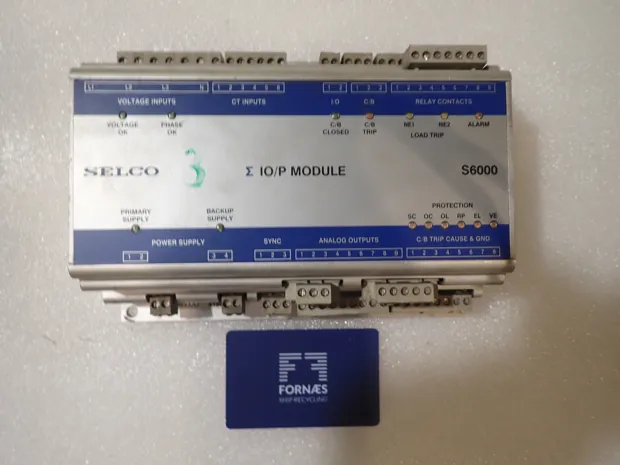 L1 L2 L3 N 1 2 3 4 5 6 1 2 1 2 3 1 2 3 4 5 6 7 8 9
VOLTAGE INPUTS CT INPUTS I/O C/B RELAY CONTACTS
VOLTAGE OK PHASE OK C/B CLOSED C/B TRIP NE1 NE2 ALARM
LOAD TRIP
SELCO 3 Σ IO/P MODULE S6000
PROTECTION
PRIMARY SUPPLY BACKUP SUPPLY SC OC OL RP EL VE
POWER SUPPLY SYNC ANALOG OUTPUTS C/B TRIP CAUSE & GND
1 2 3 4 1 2 3 1 2 3 4 5 6 7 8 9 1 2 3 4 5 6 7 8
FORNÆS
SHIP RECYCLING